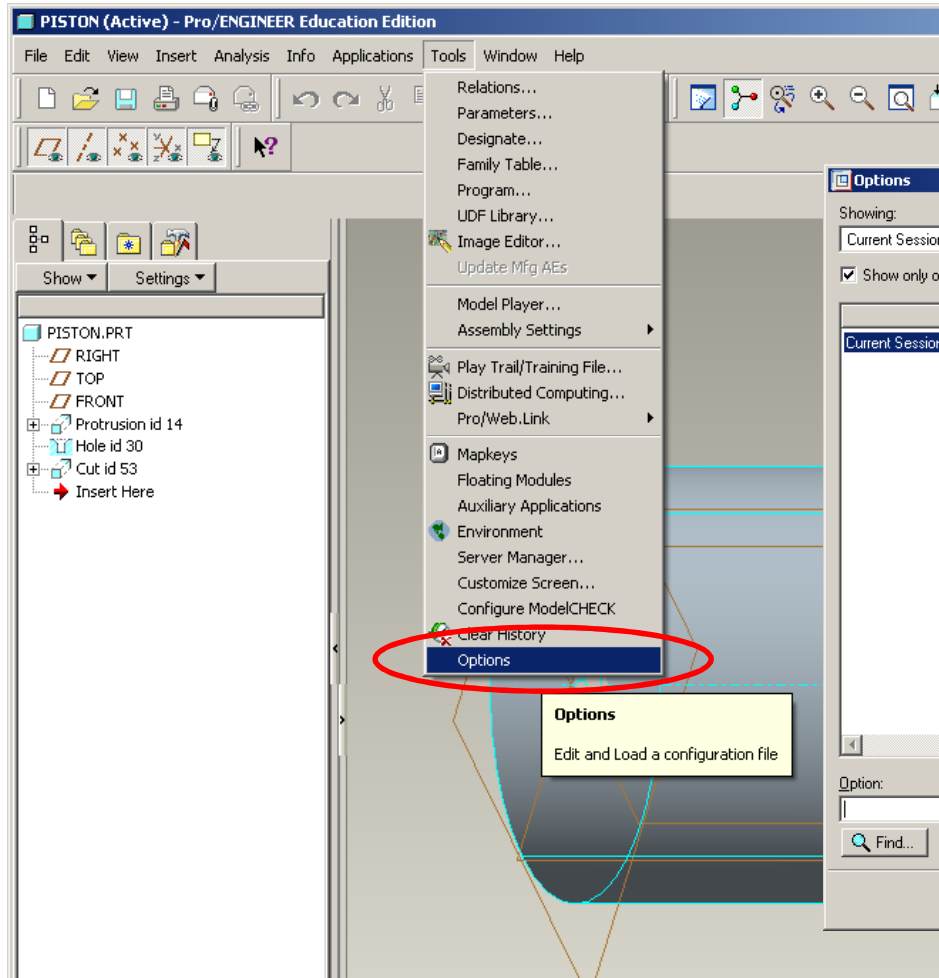 PISTON (Active) - Pro/ENGINEER Education Edition
File Edit View Insert Analysis Info Applications Tools Window Help
Relations...
Parameters...
Designate...
Family Table...
Program...
UDF Library...
Image Editor...
Update Mfg AEs
Model Player...
Assembly Settings
Play Trail/Training File...
Distributed Computing...
Pro/Web.Link
Mapkeys
Floating Modules
Auxiliary Applications
Environment
Server Manager...
Customize Screen...
Configure ModelCHECK
Clear History
Options
Options
Edit and Load a configuration file
Show Settings
PISTON.PRT
RIGHT
TOP
FRONT
Protrusion id 14
Hole id 30
Cut id 53
Insert Here
Options
Showing:
Current Session
Show only o
Current Session
Option:
Find...